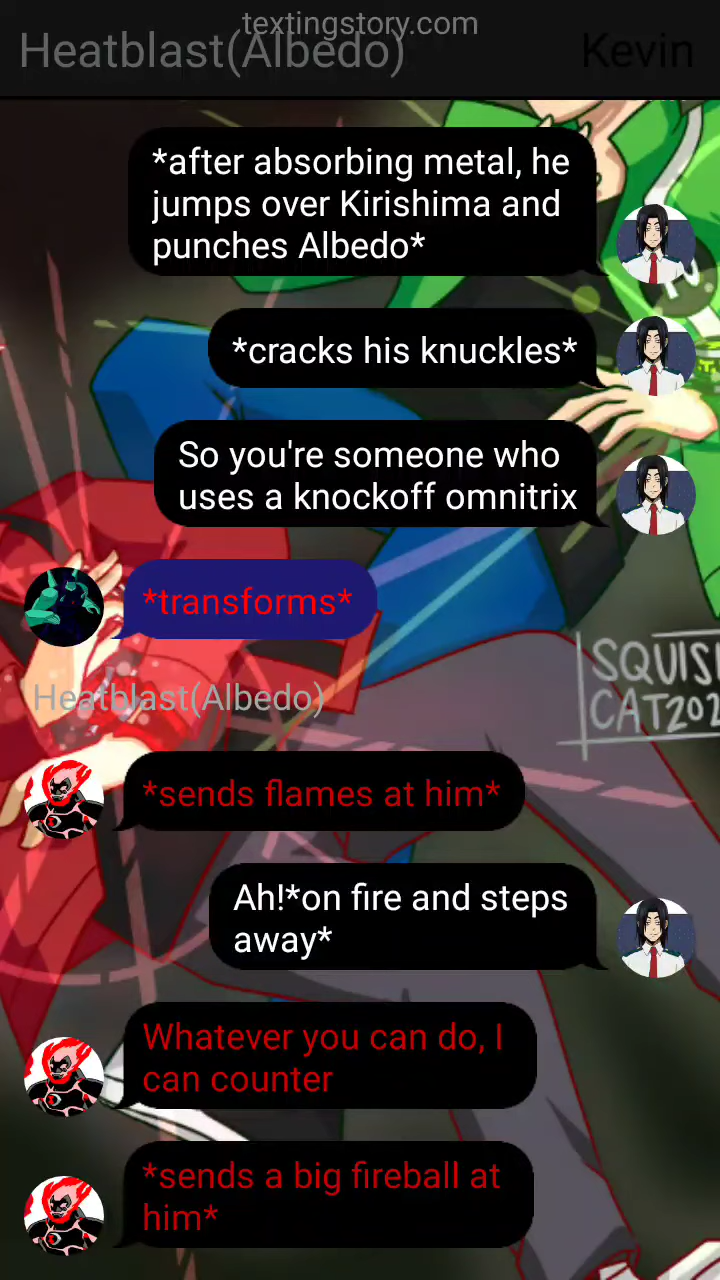 textingstory.com
Heatblast(Albedo)
Kevin
*after absorbing metal, he
jumps over Kirishima and
punches Albedo*
*cracks his knuckles*
So you're someone who
uses a knockoff omnitrix
*transforms*
SQUIS
CAT202
Heatblast(Albedo)
*sends flames at him*
Ah!*on fire and steps
away*
Whatever you can do, I
can counter
*sends a big fireball at
him*